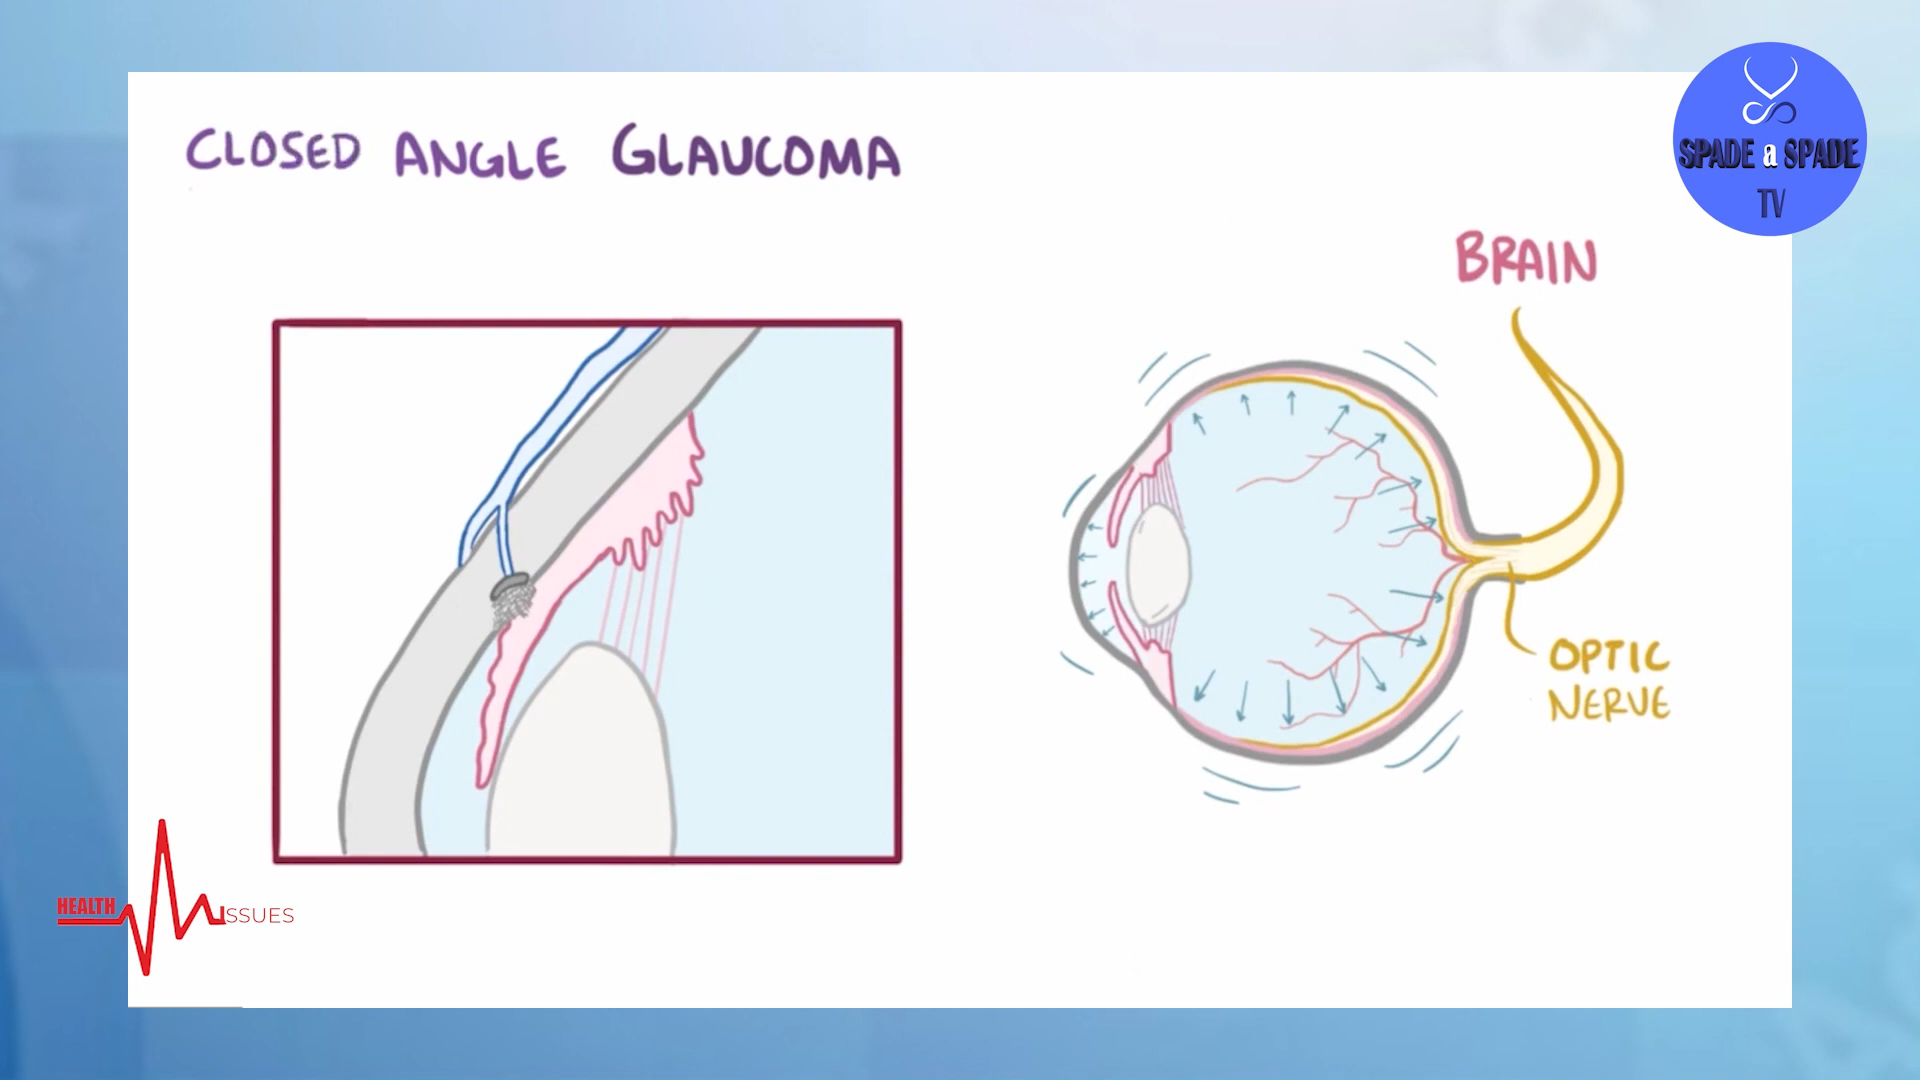 CLOSED ANGLE GLAUCOMA
SPADE a SPADE
TV
BRAIN
OPTIC
NERVE
HEALTH ISSUES